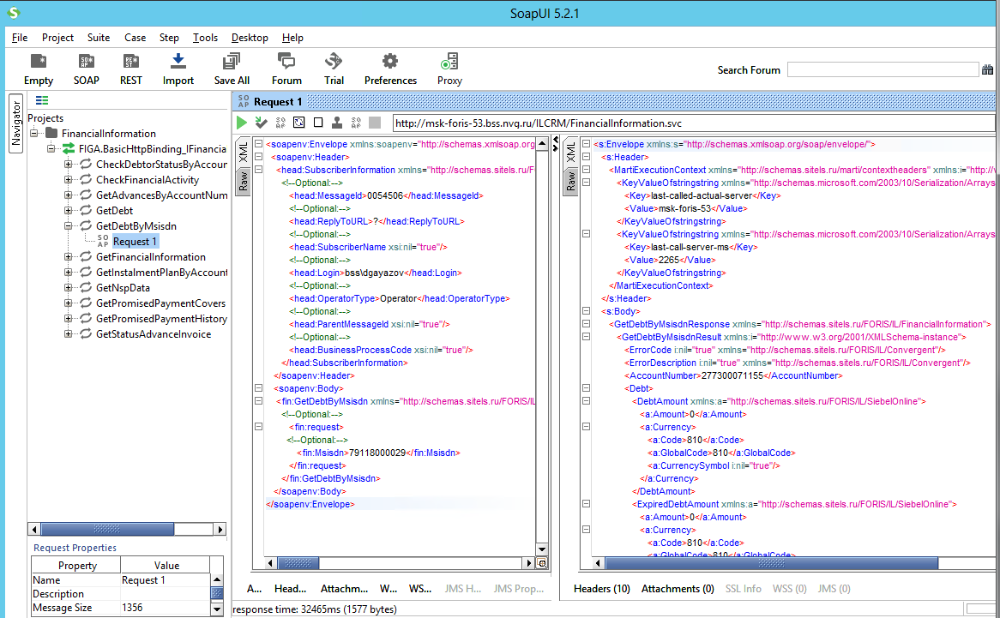 SoapUI 5.2.1
File Project Suite Case Step Tools Desktop Help
Empty SOAP REST Import Save All Forum Trial Preferences Proxy
Search Forum
Navigator
Projects
FinancialInformation
FIGA.BasicHttpBinding_IFinancia
CheckDebtorStatusByAccour
CheckFinancialActivity
GetAdvancesByAccountNum
GetDebt
GetDebtByMsisdn
SO AP Request 1
GetFinancialInformation
GetInstalmentPlanByAccount
GetNspData
GetPromisedPaymentCovers
GetPromisedPaymentHistory
GetStatusAdvanceInvoice
Request Properties
Property Value
Name Request 1
Description
Message Size 1356
SO AP Request 1
http://msk-foris-53.bss.nvq.ru/ILCRM/FinancialInformation.svc
XML
Raw
<soapenv:Envelope xmlns:soapenv="http://schemas.xmlsoap.org
<soapenv:Header>
<head:SubscriberInformation xmlns="http://schemas.sitels.ru/F
<!--Optional:-->
<head:MessageId>0054506</head:MessageId>
<!--Optional:-->
<head:ReplyToURL>?</head:ReplyToURL>
<!--Optional:-->
<head:SubscriberName xsi:nil="true"/>
<!--Optional:-->
<head:Login>bss\dgayazov</head:Login>
<!--Optional:-->
<head:OperatorType>Operator</head:OperatorType>
<!--Optional:-->
<head:ParentMessageId xsi:nil="true"/>
<!--Optional:-->
<head:BusinessProcessCode xsi:nil="true"/>
</head:SubscriberInformation>
</soapenv:Header>
<soapenv:Body>
<fin:GetDebtByMsisdn xmlns="http://schemas.sitels.ru/FORIS/IL
<!--Optional:-->
<fin:request>
<!--Optional:-->
<fin:Msisdn>79118000029</fin:Msisdn>
</fin:request>
</fin:GetDebtByMsisdn>
</soapenv:Body>
</soapenv:Envelope>
A... Head... Attachm... W... WS... JMS H... JMS Prop...
XML
Raw
<s:Envelope xmlns:s="http://schemas.xmlsoap.org/soap/envelope/">
<s:Header>
<MartiExecutionContext xmlns="http://schemas.sitels.ru/marti/contextheaders" xmlns:i="http://w
<KeyValueOfstringstring xmlns="http://schemas.microsoft.com/2003/10/Serialization/Arrays
<Key>last-called-actual-server</Key>
<Value>msk-foris-53</Value>
</KeyValueOfstringstring>
<KeyValueOfstringstring xmlns="http://schemas.microsoft.com/2003/10/Serialization/Arrays
<Key>last-call-server-ms</Key>
<Value>2265</Value>
</KeyValueOfstringstring>
</MartiExecutionContext>
</s:Header>
<s:Body>
<GetDebtByMsisdnResponse xmlns="http://schemas.sitels.ru/FORIS/IL/FinancialInformation">
<GetDebtByMsisdnResult xmlns:i="http://www.w3.org/2001/XMLSchema-instance">
<ErrorCode i:nil="true" xmlns="http://schemas.sitels.ru/FORIS/IL/Convergent"/>
<ErrorDescription i:nil="true" xmlns="http://schemas.sitels.ru/FORIS/IL/Convergent"/>
<AccountNumber>277300071155</AccountNumber>
<Debt>
<DebtAmount xmlns:a="http://schemas.sitels.ru/FORIS/IL/SiebelOnline">
<a:Amount>0</a:Amount>
<a:Currency>
<a:Code>810</a:Code>
<a:GlobalCode>810</a:GlobalCode>
<a:CurrencySymbol i:nil="true"/>
</a:Currency>
</DebtAmount>
<ExpiredDebtAmount xmlns:a="http://schemas.sitels.ru/FORIS/IL/SiebelOnline">
<a:Amount>0</a:Amount>
<a:Currency>
<a:Code>810</a:Code>
<a:GlobalCode>810</a:GlobalCode>
Headers (10) Attachments (0) SSL Info WSS (0) JMS (0)
response time: 32465ms (1577 bytes)